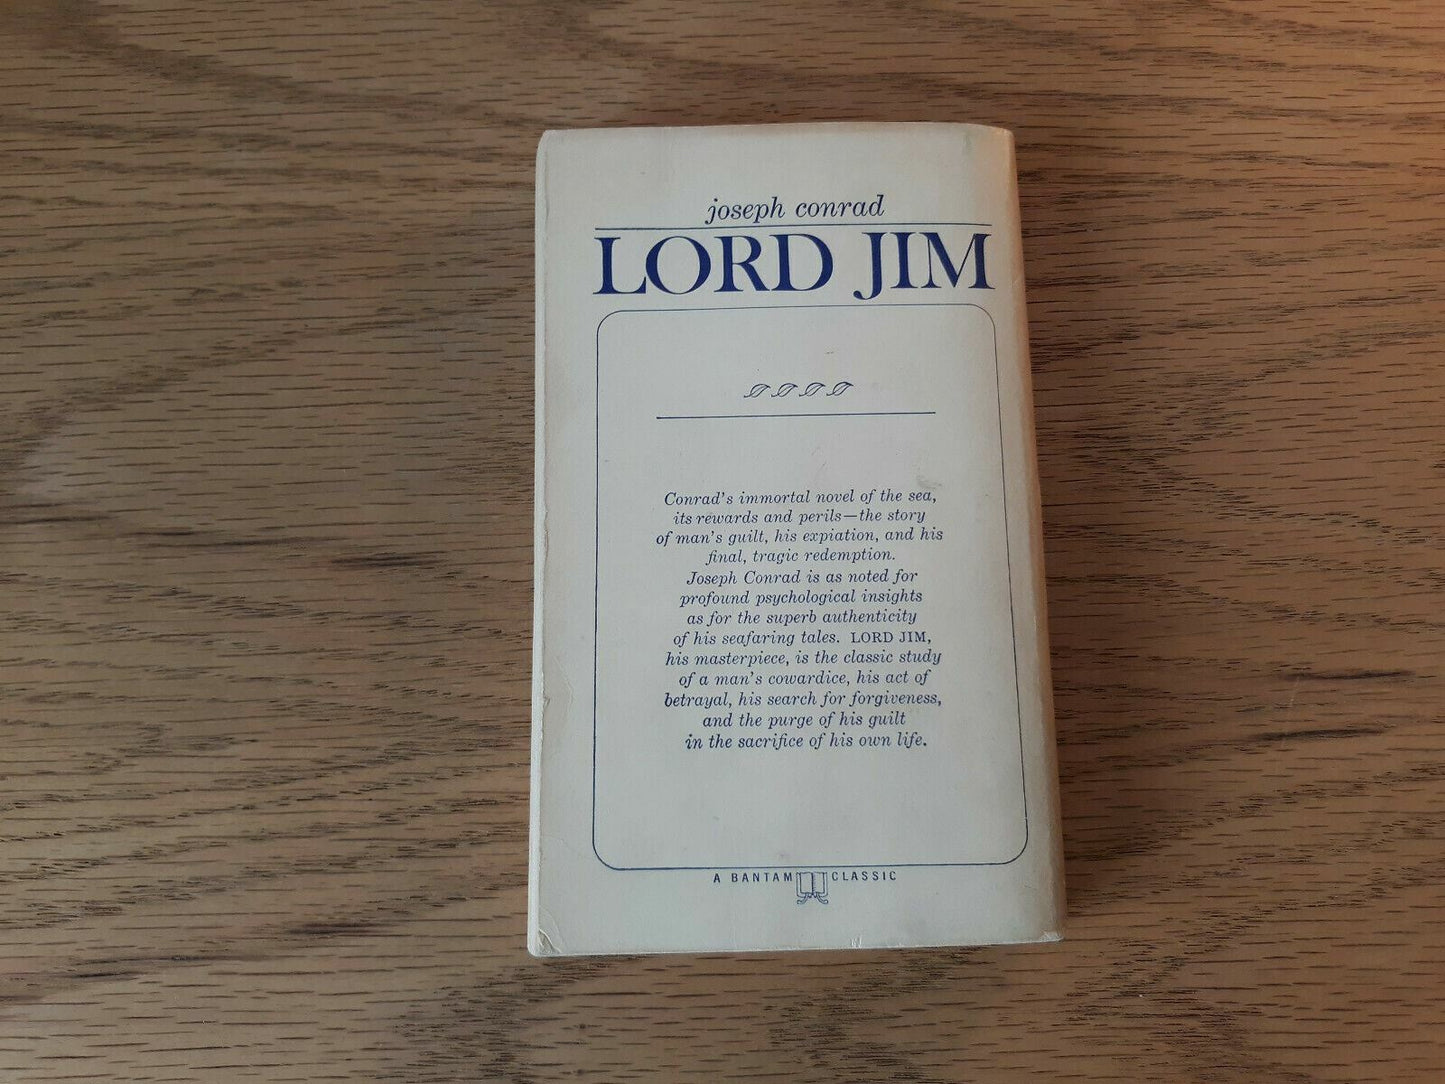 joseph conrad
LORD JIM
Conrad's immortal novel of the sea,
its rewards and perils—the story
of man's guilt, his expiation, and his
final, tragic redemption.
Joseph Conrad is as noted for
profound psychological insights
as for the superb authenticity
of his seafaring tales. LORD JIM,
his masterpiece, is the classic study
of a man's cowardice, his act of
betrayal, his search for forgiveness,
and the purge of his guilt
in the sacrifice of his own life.
A BANTAM CLASSIC